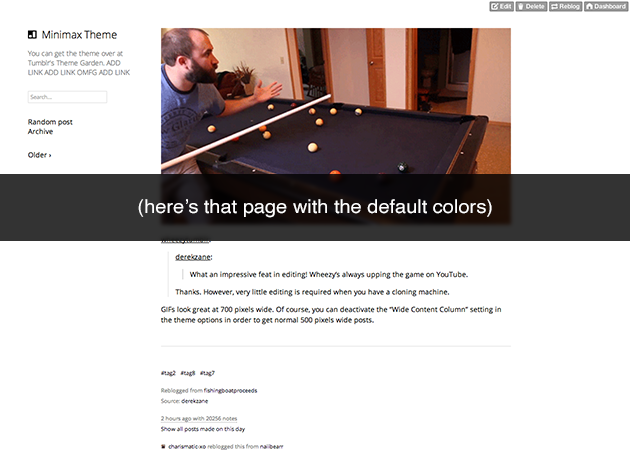 Edit Delete Reblog Dashboard
Minimax Theme
You can get the theme over at
Tumblr's Theme Garden. ADD
LINK ADD LINK OMFG ADD LINK
Search...
Random post
Archive
Older ›
(here's that page with the default colors)
derekzane:
What an impressive feat in editing! Wheezy's always upping the game on YouTube.
Thanks. However, very little editing is required when you have a cloning machine.
GIFs look great at 700 pixels wide. Of course, you can deactivate the "Wide Content Column" setting in
the theme options in order to get normal 500 pixels wide posts.
#tag2 #tag8 #tag7
Reblogged from fishingboatproceeds
Source: derekzane
2 hours ago with 20256 notes
Show all posts made on this day
charismatic-xo reblogged this from nailbearr